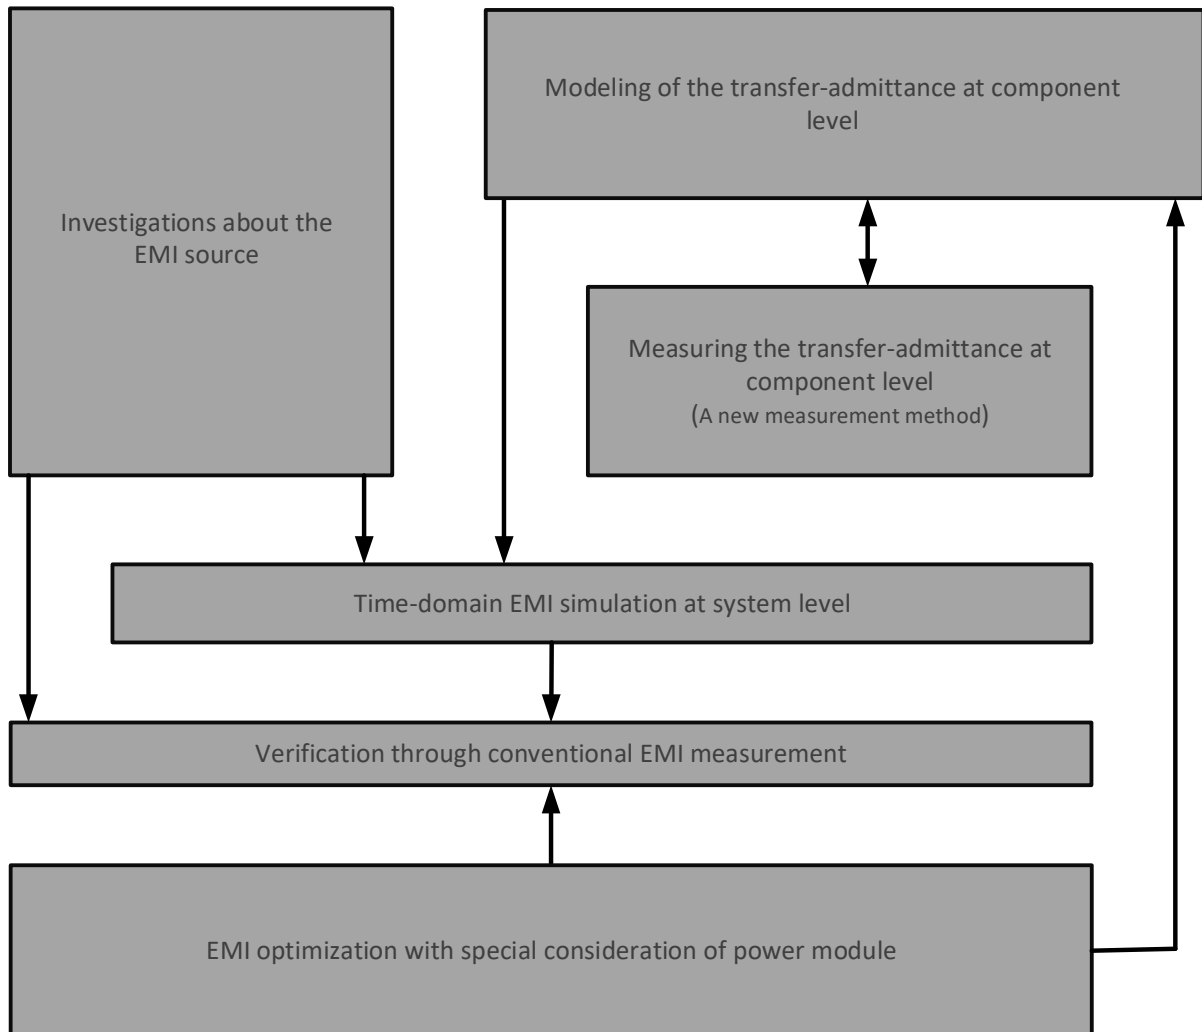 Modeling of the transfer-admittance at component
level
Investigations about the
EMI source
Measuring the transfer-admittance at
component level
(A new measurement method)
Time-domain EMI simulation at system level
Verification through conventional EMI measurement
EMI optimization with special consideration of power module